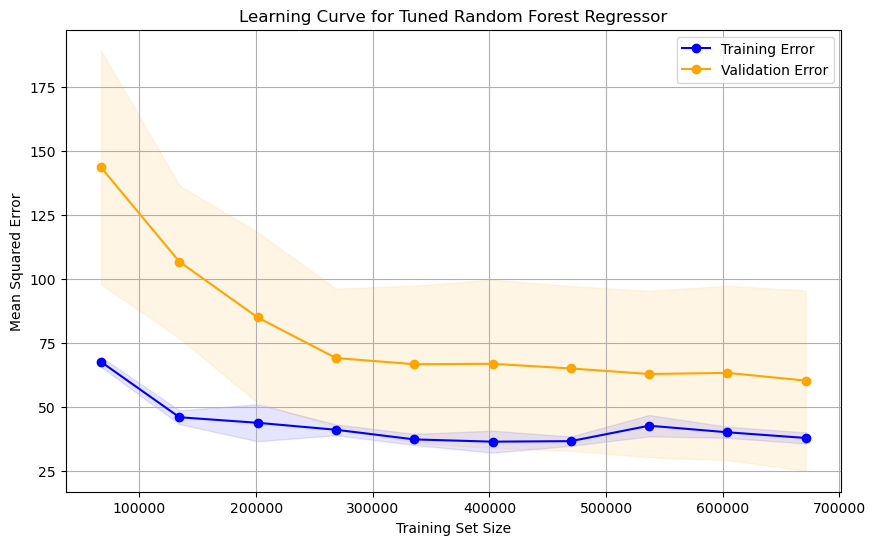 Learning Curve for Tuned Random Forest Regressor
Training Error
Validation Error
Mean Squared Error
175
150
125
100
75
50
25
100000 200000 300000 400000 500000 600000 700000
Training Set Size